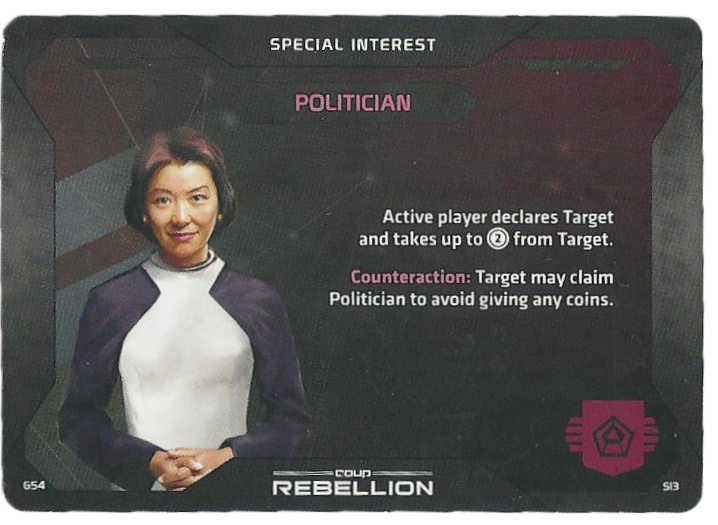 SPECIAL INTEREST
POLITICIAN
Active player declares Target
and takes up to 2 from Target.
Counteraction: Target may claim
Politician to avoid giving any coins.
G54
COUP
REBELLION
SI3